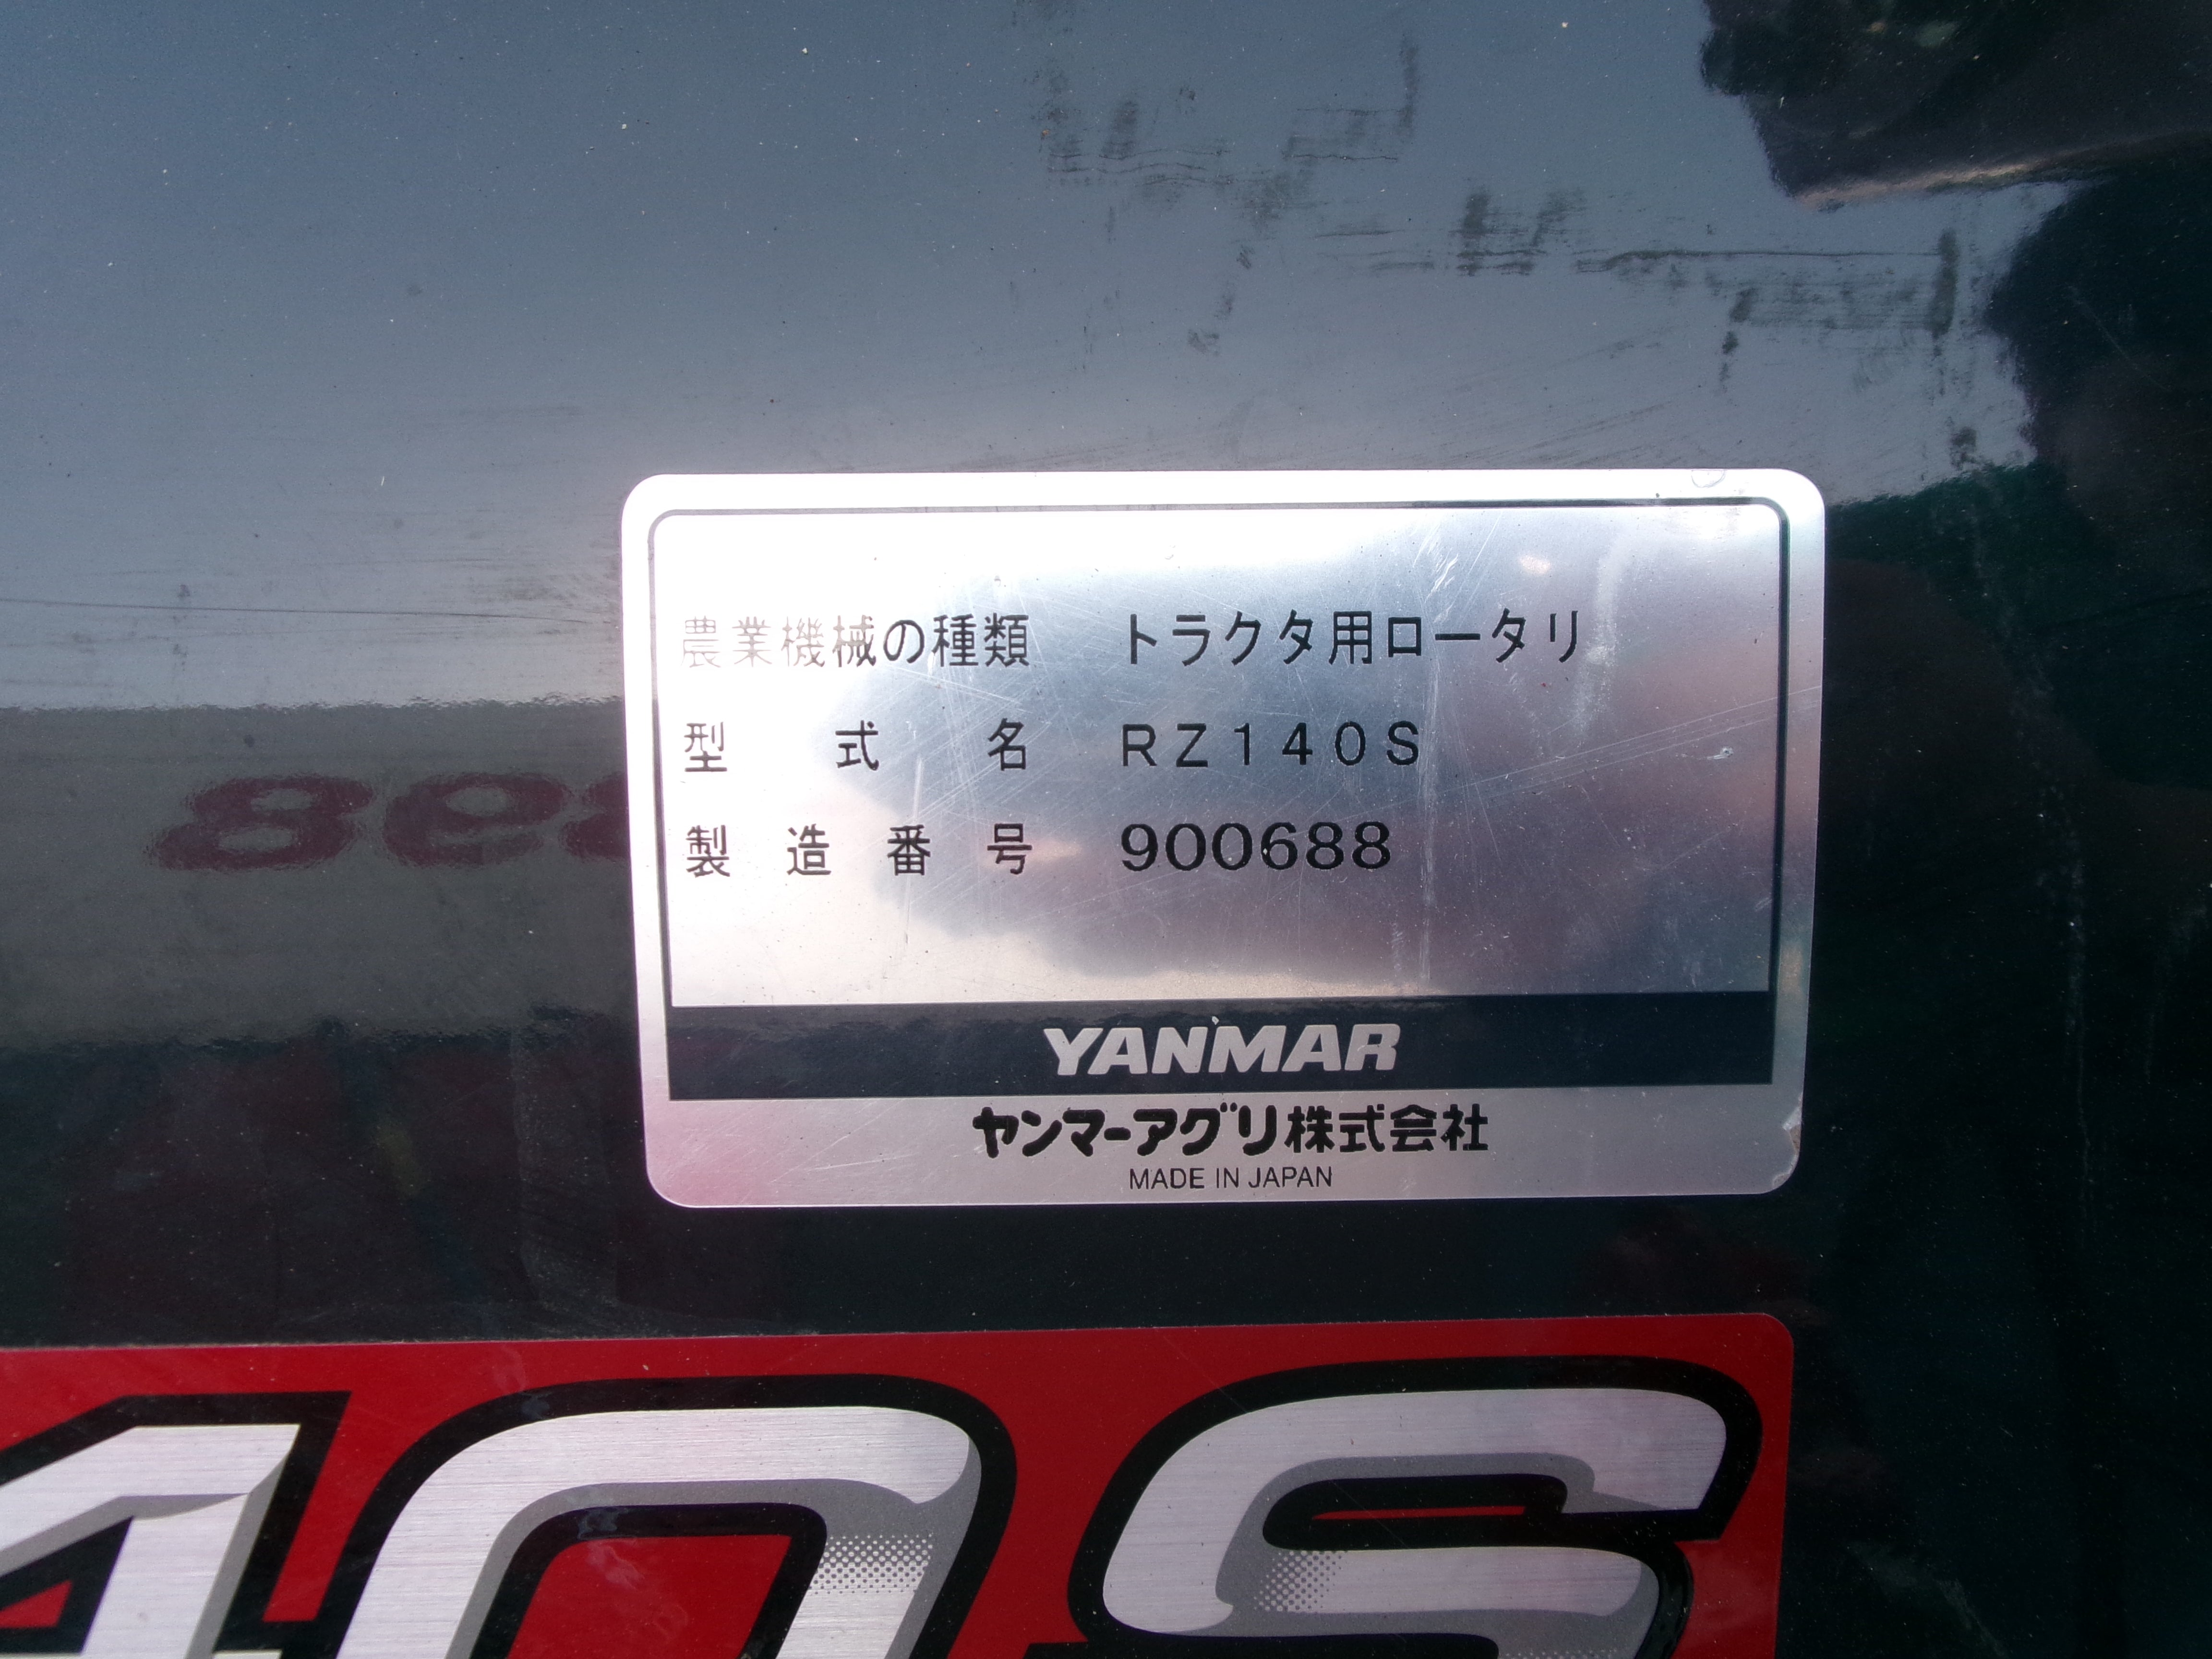 農業機械の種類 トラクタ用ロータリ
型式名 RZ140S
製造番号 900688
YANMAR
ヤンマーアグリ株式会社
MADE IN JAPAN
40S